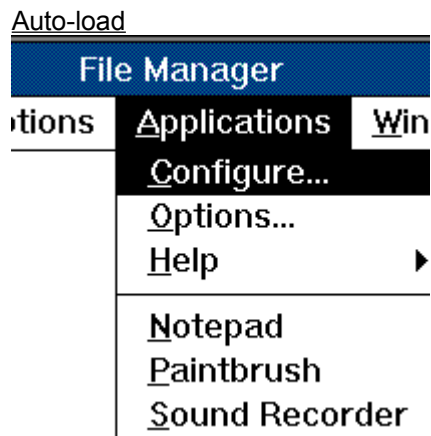 Auto-load
File Manager
tions Applications Win
Configure...
Options...
Help
Notepad
Paintbrush
Sound Recorder